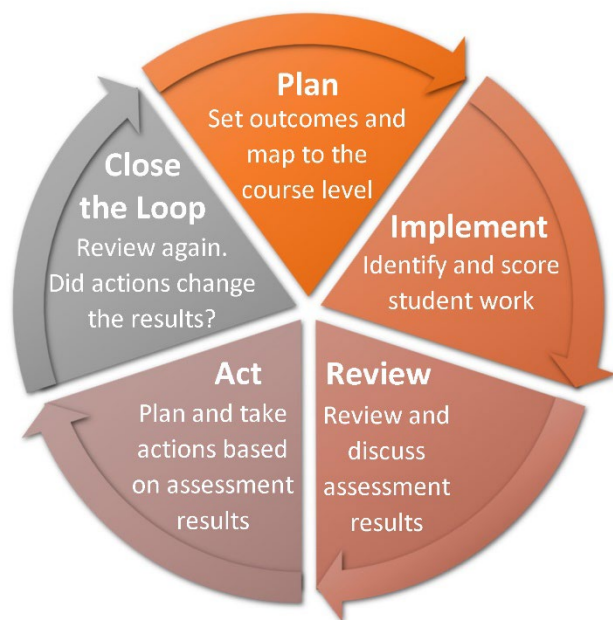 Plan
Set outcomes and
map to the
course level
Implement
Identify and score
student work
Review
Review and
discuss
assessment
results
Act
Plan and take
actions based
on assessment
results
Close
the Loop
Review again.
Did actions change
the results?